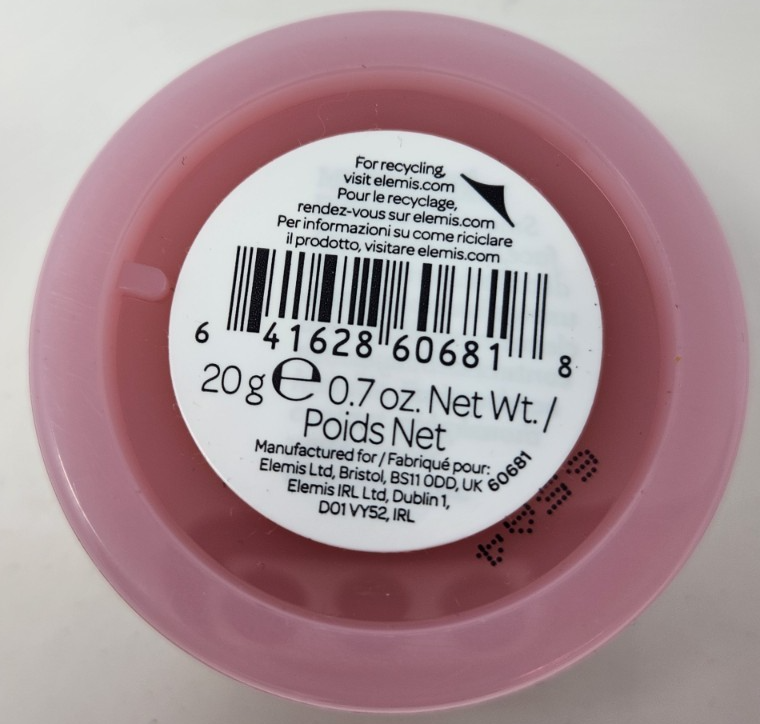 For recycling,
visit elemis.com
Pour le recyclage,
rendez-vous sur elemis.com
Per informazioni su come riciclare
il prodotto, visitare elemis.com
6 41628 60681 8
20 g e 0.7 oz. Net Wt. /
Poids Net
Manufactured for / Fabriqué pour:
Elemis Ltd, Bristol, BS11 0DD, UK
Elemis IRL Ltd, Dublin 1,
D01 VY52, IRL
60681